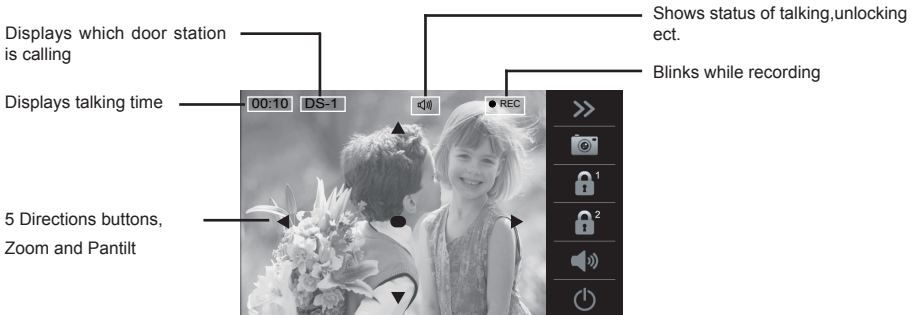 Displays which door station
is calling
Displays talking time
5 Directions buttons,
Zoom and Pantilt
Shows status of talking,unlocking
ect.
Blinks while recording
00:10 DS-1 REC
1
2